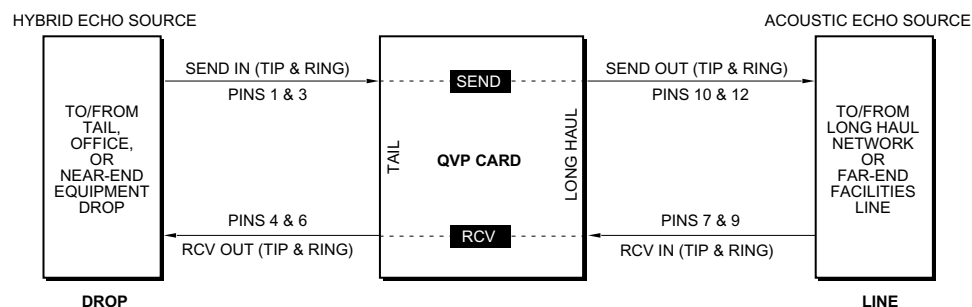 HYBRID ECHO SOURCE
ACOUSTIC ECHO SOURCE
SEND IN (TIP & RING)
PINS 1 & 3
SEND
SEND OUT (TIP & RING)
PINS 10 & 12
TO/FROM
TAIL,
OFFICE,
OR
NEAR-END
EQUIPMENT
DROP
TAIL
QVP CARD
LONG HAUL
TO/FROM
LONG HAUL
NETWORK
OR
FAR-END
FACILITIES
LINE
PINS 4 & 6
RCV OUT (TIP & RING)
RCV
PINS 7 & 9
RCV IN (TIP & RING)
DROP
LINE